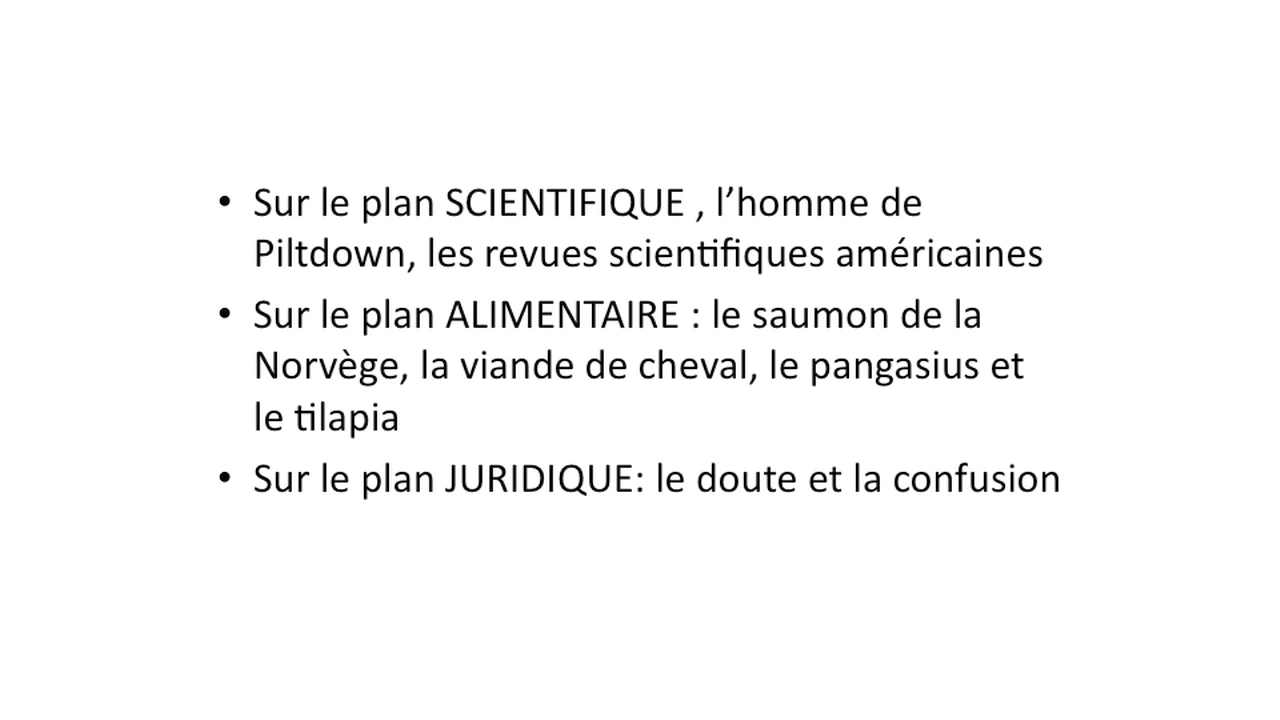 • Sur le plan SCIENTIFIQUE , l’homme de
Piltdown, les revues scientifiques américaines
• Sur le plan ALIMENTAIRE : le saumon de la
Norvège, la viande de cheval, le pangasius et
le tilapia
• Sur le plan JURIDIQUE: le doute et la confusion